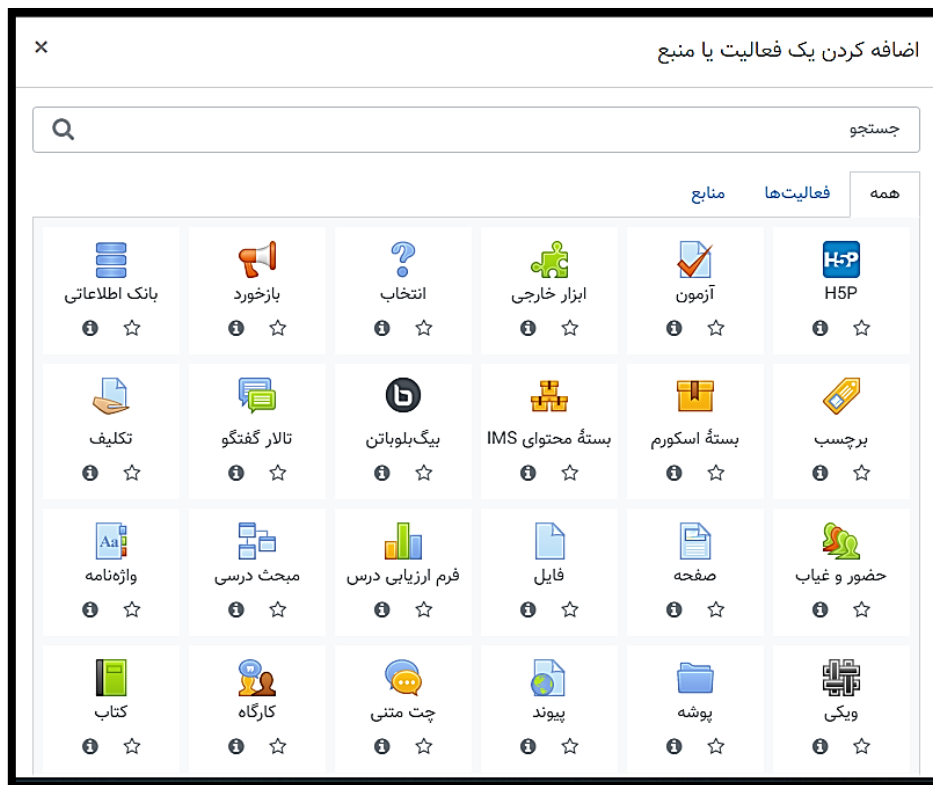 اضافه کردن یک فعالیت یا منبع
جستجو
همه فعالیت‌ها منابع
H5P آزمون ابزار خارجی انتخاب بازخورد بانک اطلاعاتی
برچسب بستهٔ اسکورم بستهٔ محتوای IMS بیگ‌بلوباتن تالار گفتگو تکلیف
حضور و غیاب صفحه فایل فرم ارزیابی درس مبحث درسی واژه‌نامه
ویکی پوشه پیوند چت متنی کارگاه کتاب